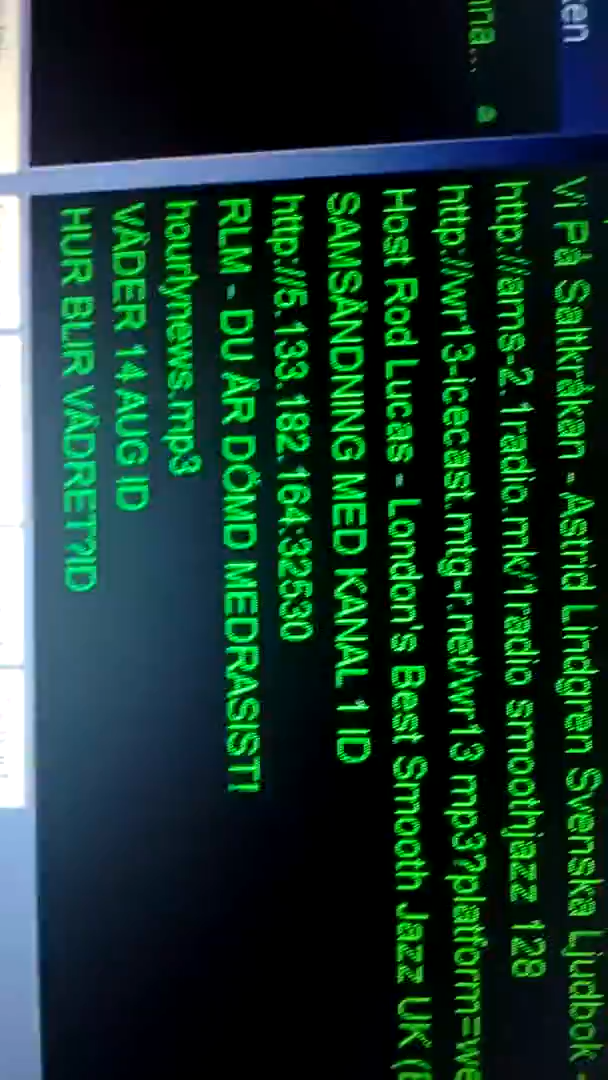 Vi På Saltkråkan - Astrid Lindgren Svenska Ljudbok -
http://ams-2.1radio.mk/1radio smoothjazz 128
http://wr13-icecast.mtg-r.net/wr13 mp3?platform=we
Host Rod Lucas - London's Best Smooth Jazz UK (
SAMSÄNDNING MED KANAL 1 ID
http://5.133.182.164:32530
RLM - DU ÄR DÖMD MEDRASIST!
hourlynews.mp3
VÄDER 14 AUG ID
HUR BLIR VÄDRET?ID